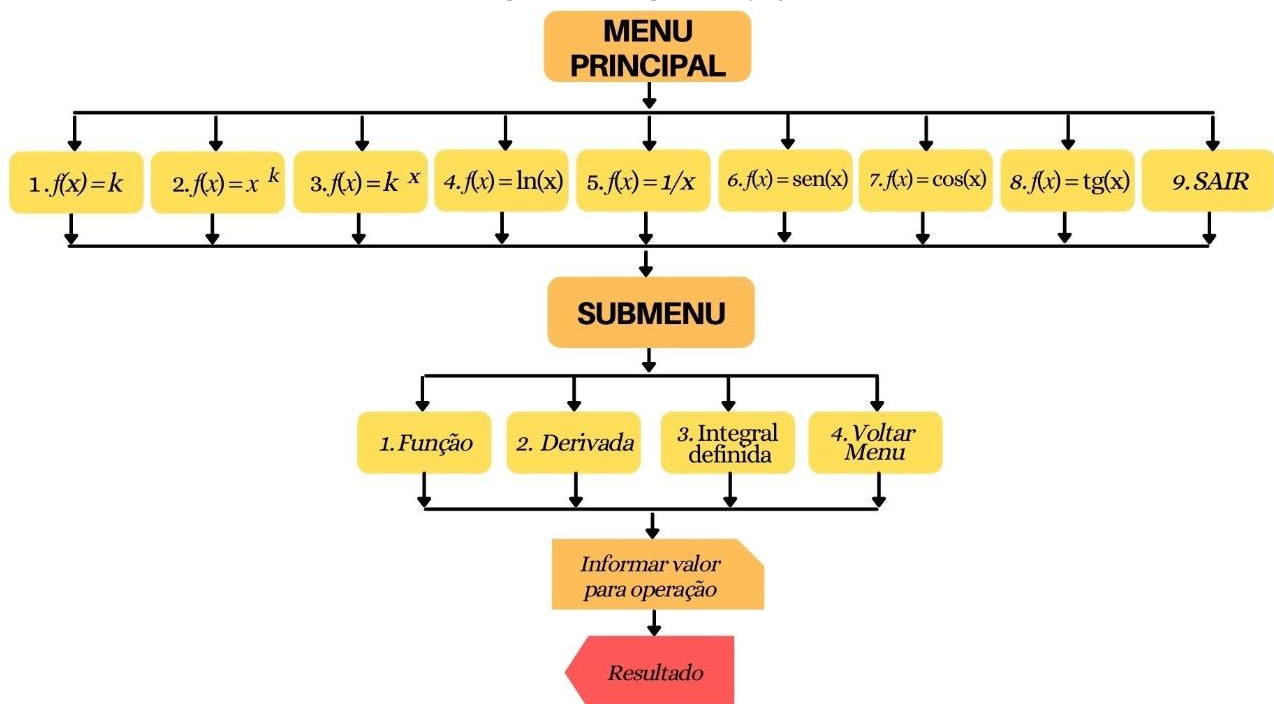 MENU
PRINCIPAL
1. f(x) = k
2. f(x) = x k
3. f(x) = k x
4. f(x) = ln(x)
5. f(x) = 1/x
6. f(x) = sen(x)
7. f(x) = cos(x)
8. f(x) = tg(x)
9. SAIR
SUBMENU
1. Função
2. Derivada
3. Integral
definida
4. Voltar
Menu
Informar valor
para operação
Resultado